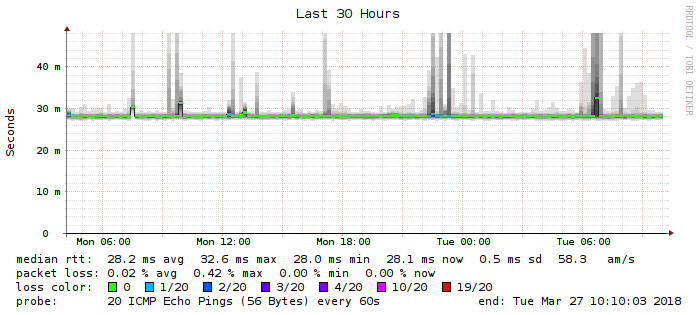 Last 30 Hours
RRDTOOL / TOBI OETIKER
Seconds
40 m
30 m
20 m
10 m
0
Mon 06:00 Mon 12:00 Mon 18:00 Tue 00:00 Tue 06:00
median rtt: 28.2 ms avg 32.6 ms max 28.0 ms min 28.1 ms now 0.5 ms sd 58.3 am/s
packet loss: 0.02 % avg 0.42 % max 0.00 % min 0.00 % now
loss color: 0 1/20 2/20 3/20 4/20 10/20 19/20
probe: 20 ICMP Echo Pings (56 Bytes) every 60s end: Tue Mar 27 10:10:03 2018